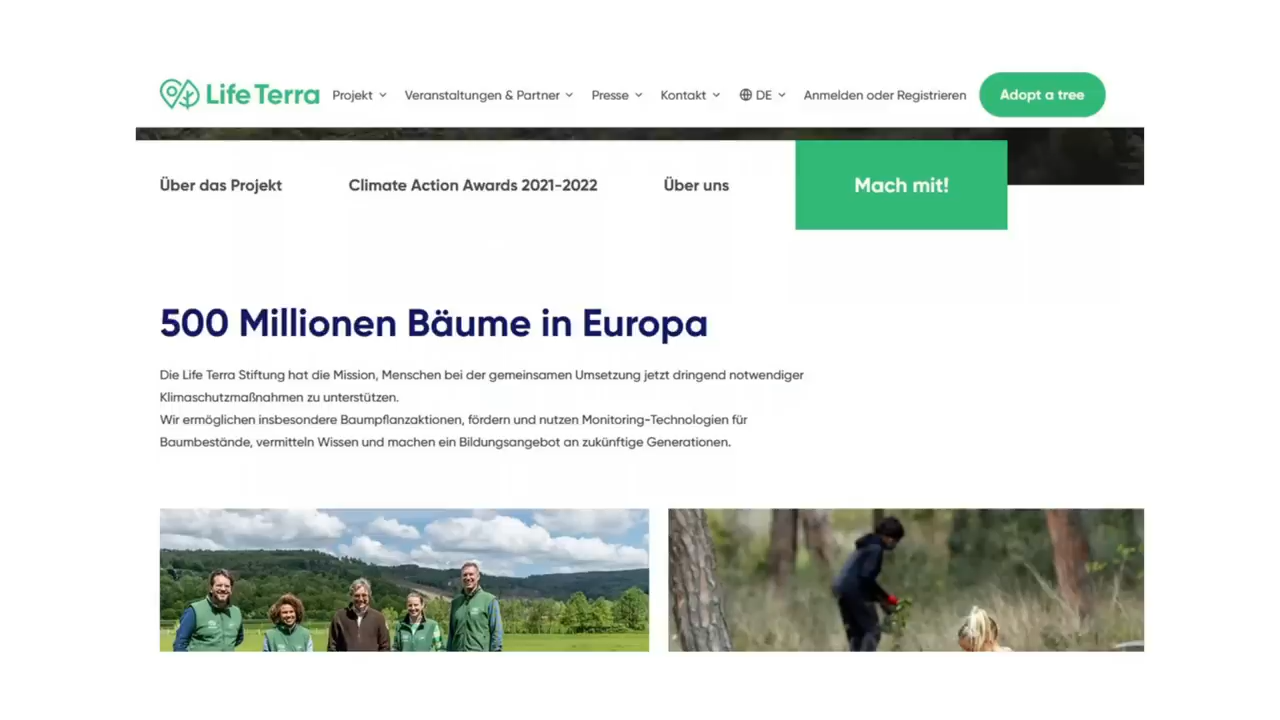 Life Terra
Projekt
Veranstaltungen & Partner
Presse
Kontakt
DE
Anmelden oder Registrieren
Adopt a tree
Über das Projekt
Climate Action Awards 2021-2022
Über uns
Mach mit!
500 Millionen Bäume in Europa
Die Life Terra Stiftung hat die Mission, Menschen bei der gemeinsamen Umsetzung jetzt dringend notwendiger
Klimaschutzmaßnahmen zu unterstützen.
Wir ermöglichen insbesondere Baumpflanzaktionen, fördern und nutzen Monitoring-Technologien für
Baumbestände, vermitteln Wissen und machen ein Bildungsangebot an zukünftige Generationen.